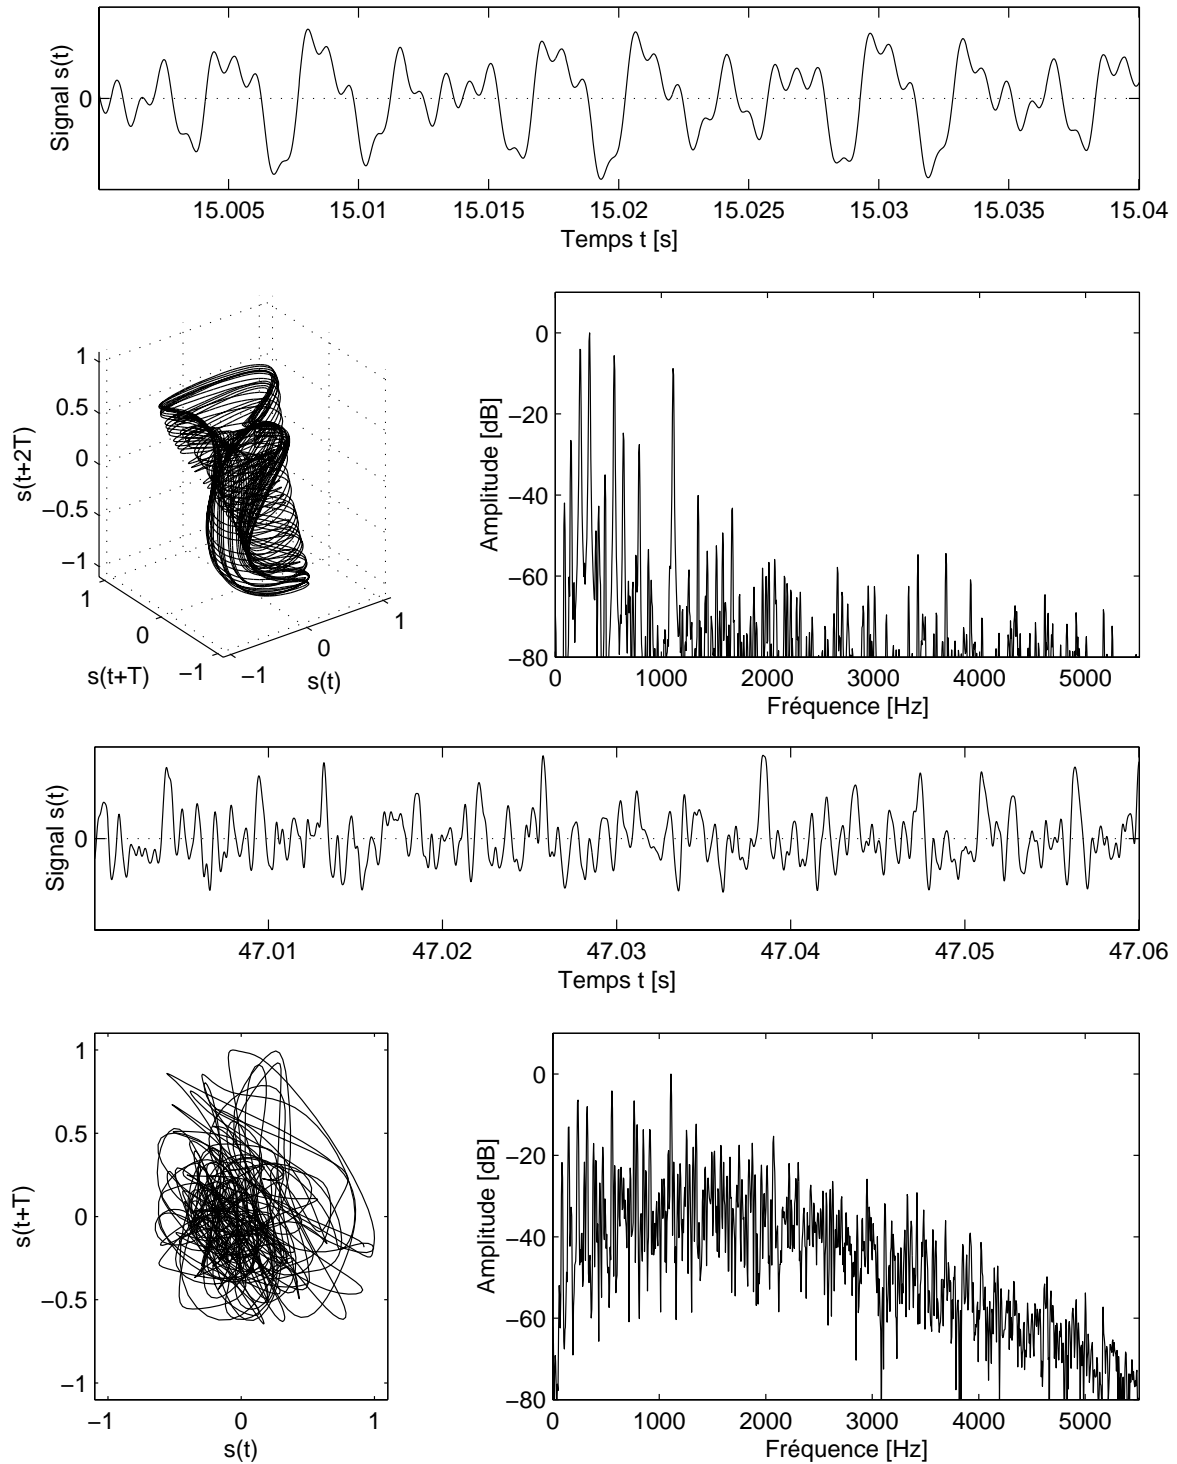 Signal s(t)
0
15.005 15.01 15.015 15.02 15.025 15.03 15.035 15.04
Temps t [s]
s(t+2T)
1
0.5
0
−0.5
−1
1
0
−1
s(t+T)
−1
0
1
s(t)
Amplitude [dB]
0
−20
−40
−60
−80
0 1000 2000 3000 4000 5000
Fréquence [Hz]
Signal s(t)
0
47.01 47.02 47.03 47.04 47.05 47.06
Temps t [s]
s(t+T)
1
0.5
0
−0.5
−1
−1 0 1
s(t)
Amplitude [dB]
0
−20
−40
−60
−80
0 1000 2000 3000 4000 5000
Fréquence [Hz]